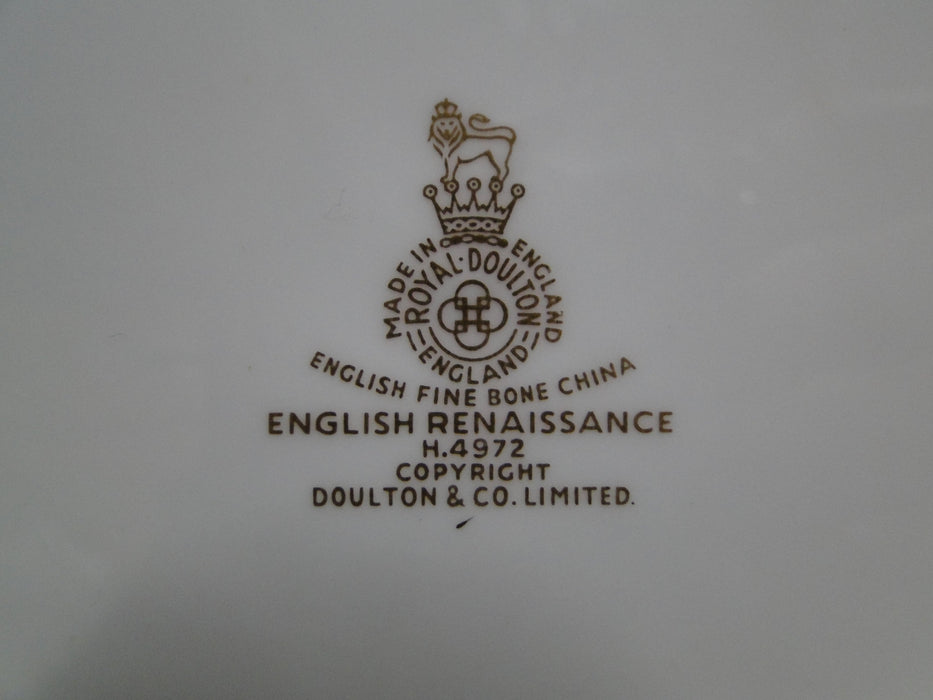 MADE IN ENGLAND
ROYAL·DOULTON
ENGLAND
ENGLISH FINE BONE CHINA
ENGLISH RENAISSANCE
H.4972
COPYRIGHT
DOULTON & CO. LIMITED.